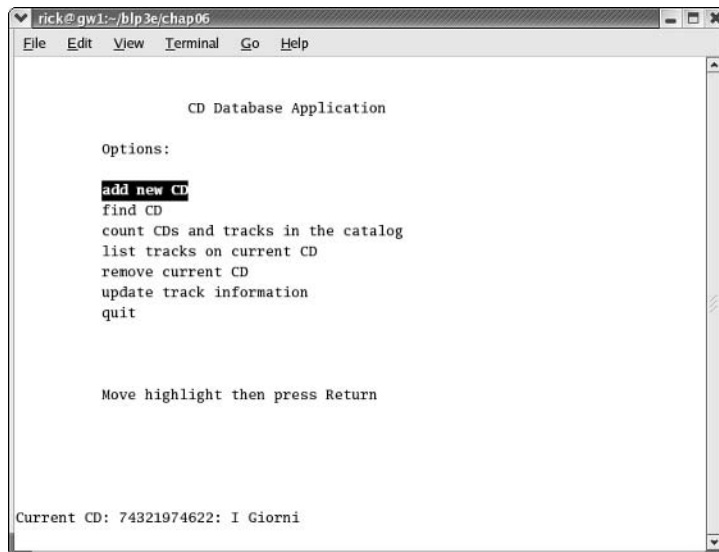 rick@gw1:~/blp3e/chap06
File Edit View Terminal Go Help
CD Database Application
Options:
add new CD
find CD
count CDs and tracks in the catalog
list tracks on current CD
remove current CD
update track information
quit
Move highlight then press Return
Current CD: 74321974622: I Giorni